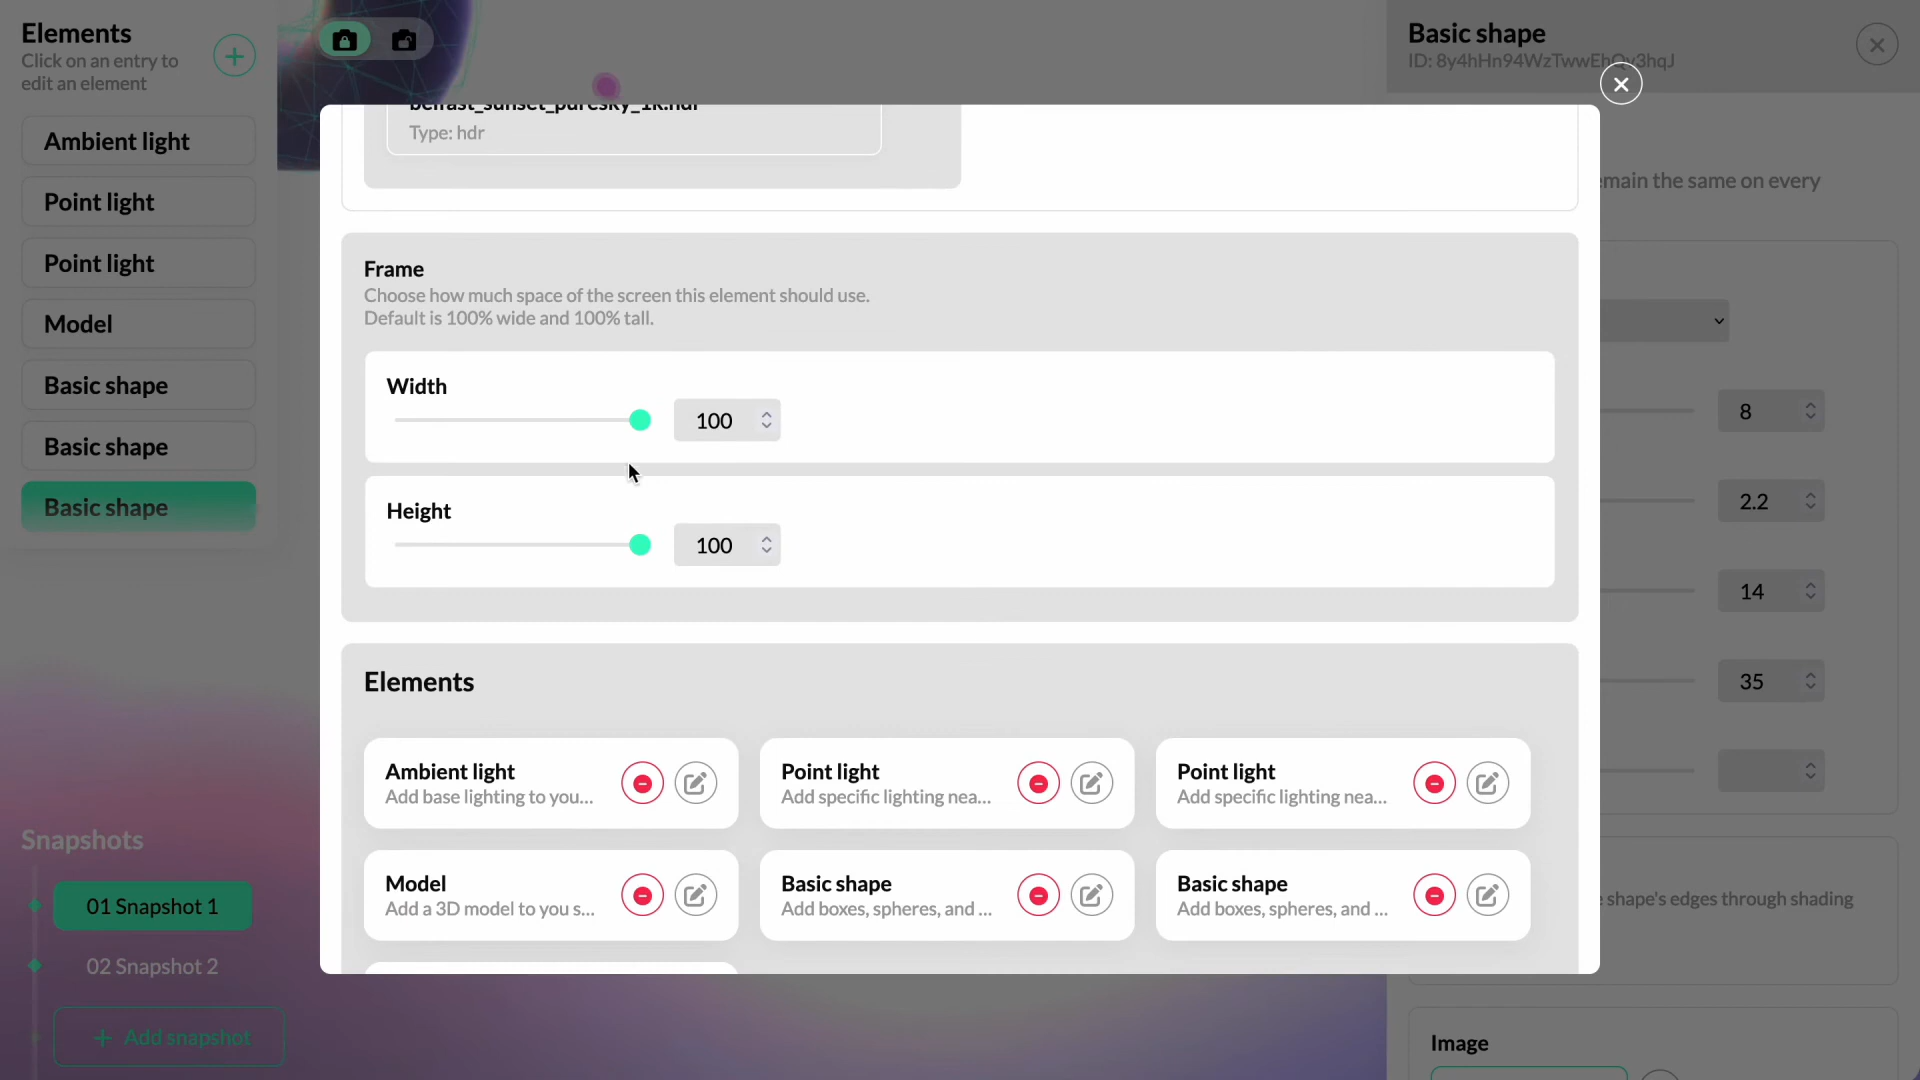 Elements
Click on an entry to
edit an element
Ambient light
Point light
Point light
Model
Basic shape
Basic shape
Basic shape
Snapshots
01 Snapshot 1
02 Snapshot 2
+ Add snapshot
belfast_sunset_puresky_1k.hdr
Type: hdr
Frame
Choose how much space of the screen this element should use.
Default is 100% wide and 100% tall.
Width
100
Height
100
Elements
Ambient light
Add base lighting to you...
Point light
Add specific lighting nea...
Point light
Add specific lighting nea...
Model
Add a 3D model to you s...
Basic shape
Add boxes, spheres, and ...
Basic shape
Add boxes, spheres, and ...
Basic shape
ID:
main the same on every
8
2.2
14
35
shape's edges through shading
Image